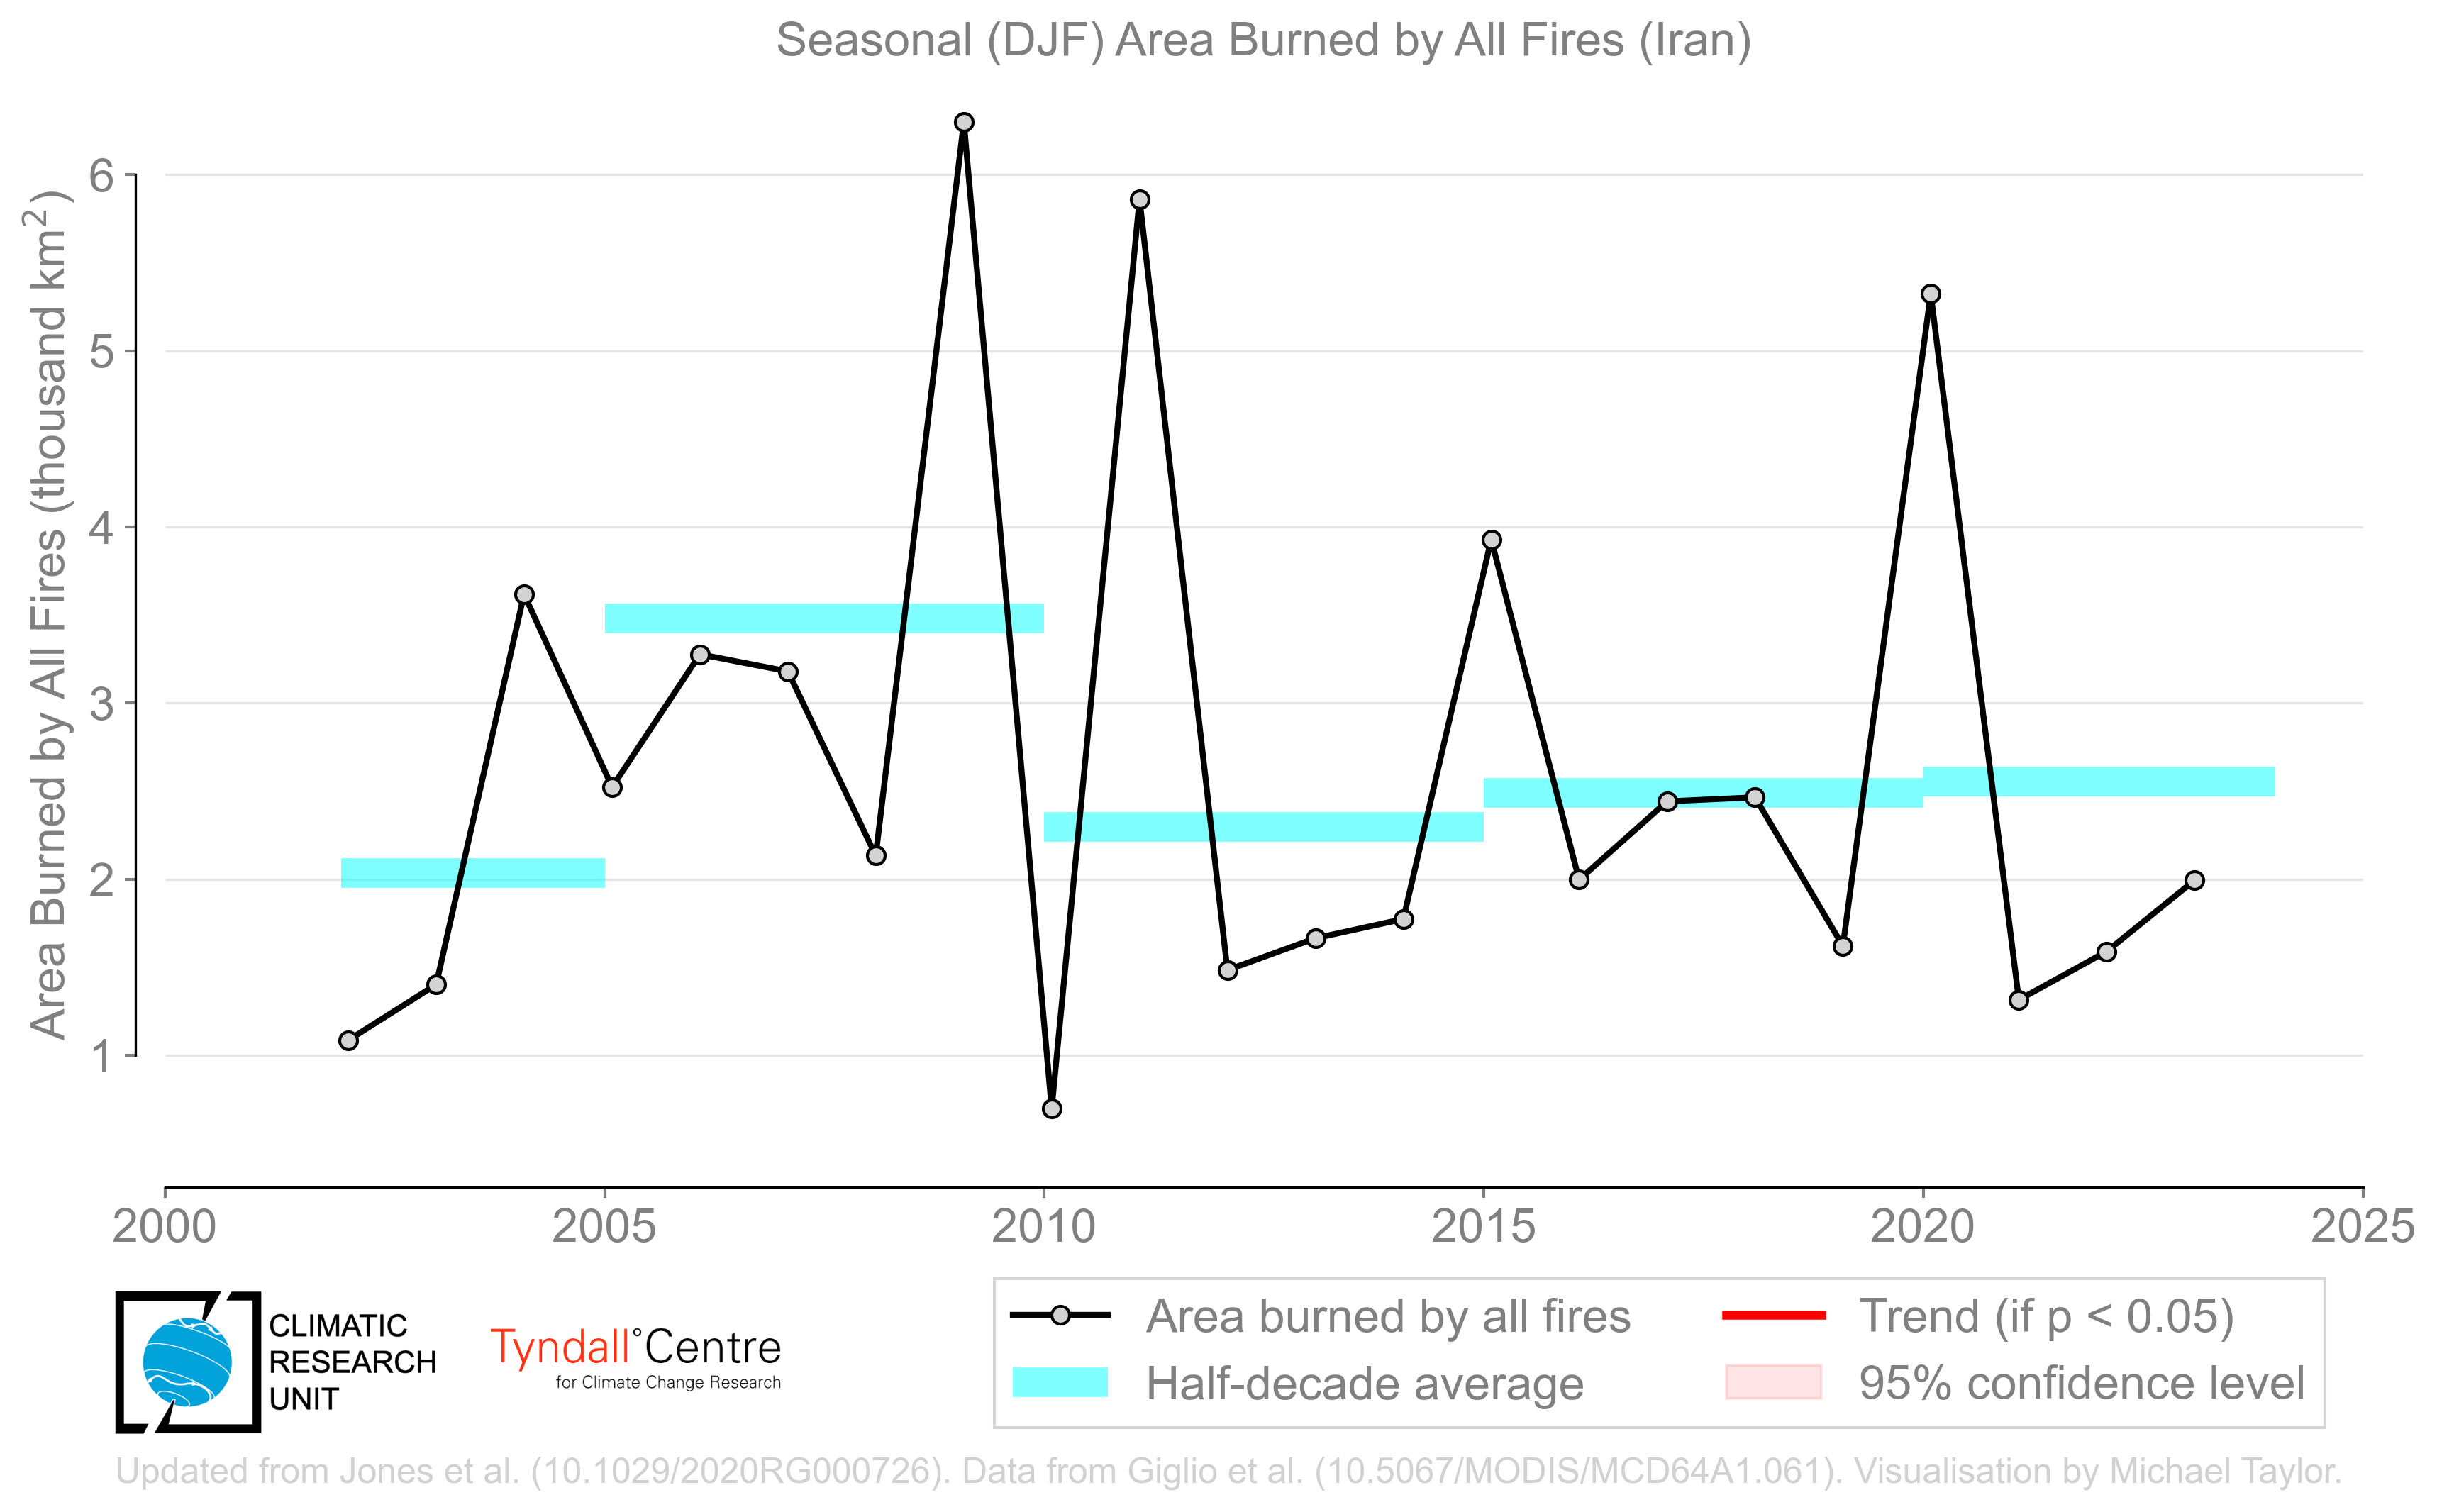 Seasonal (DJF) Area Burned by All Fires (Iran)
Area Burned by All Fires (thousand km²)
6
5
4
3
2
1
2000 2005 2010 2015 2020 2025
CLIMATIC
RESEARCH
UNIT
Tyndall°Centre
for Climate Change Research
Area burned by all fires
Half-decade average
Trend (if p < 0.05)
95% confidence level
Updated from Jones et al. (10.1029/2020RG000726). Data from Giglio et al. (10.5067/MODIS/MCD64A1.061). Visualisation by Michael Taylor.